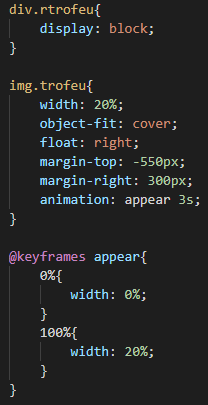 div.rtrofeu{
    display: block;
}

img.trofeu{
    width: 20%;
    object-fit: cover;
    float: right;
    margin-top: -550px;
    margin-right: 300px;
    animation: appear 3s;
}

@keyframes appear{
    0%{
        width: 0%;
    }
    100%{
        width: 20%;
    }
}